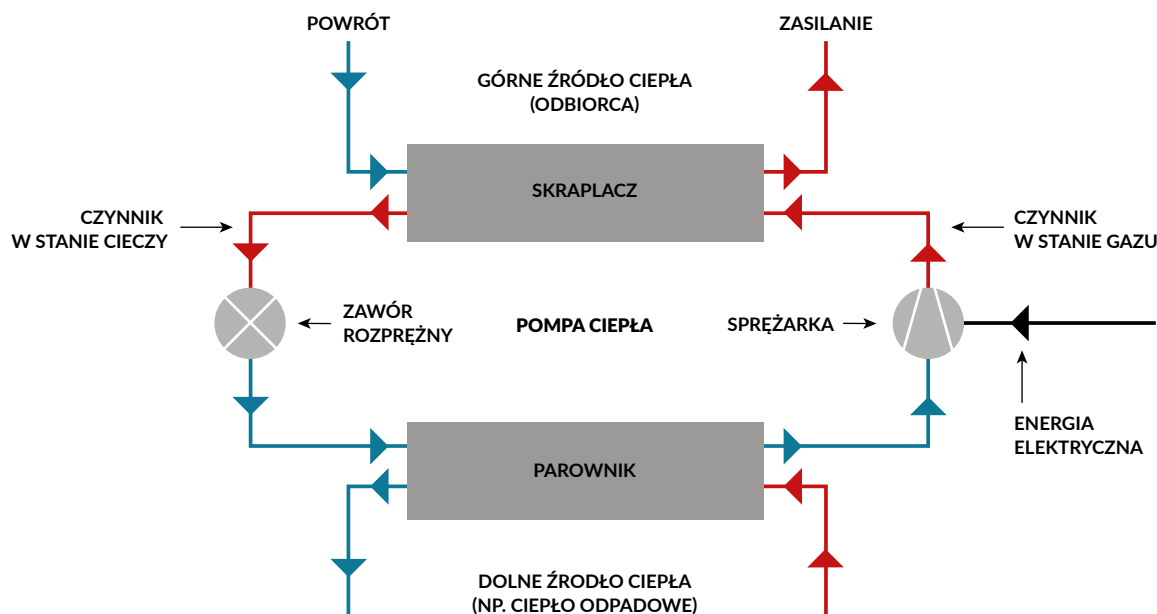 POWRÓT
ZASILANIE
GÓRNE ŹRÓDŁO CIEPŁA
(ODBIORCA)
SKRAPLACZ
CZYNNIK
W STANIE CIECZY
CZYNNIK
W STANIE GAZU
ZAWÓR
ROZPRĘŻNY
POMPA CIEPŁA
SPRĘŻARKA
ENERGIA
ELEKTRYCZNA
PAROWNIK
DOLNE ŹRODŁO CIEPŁA
(NP. CIEPŁO ODPADOWE)